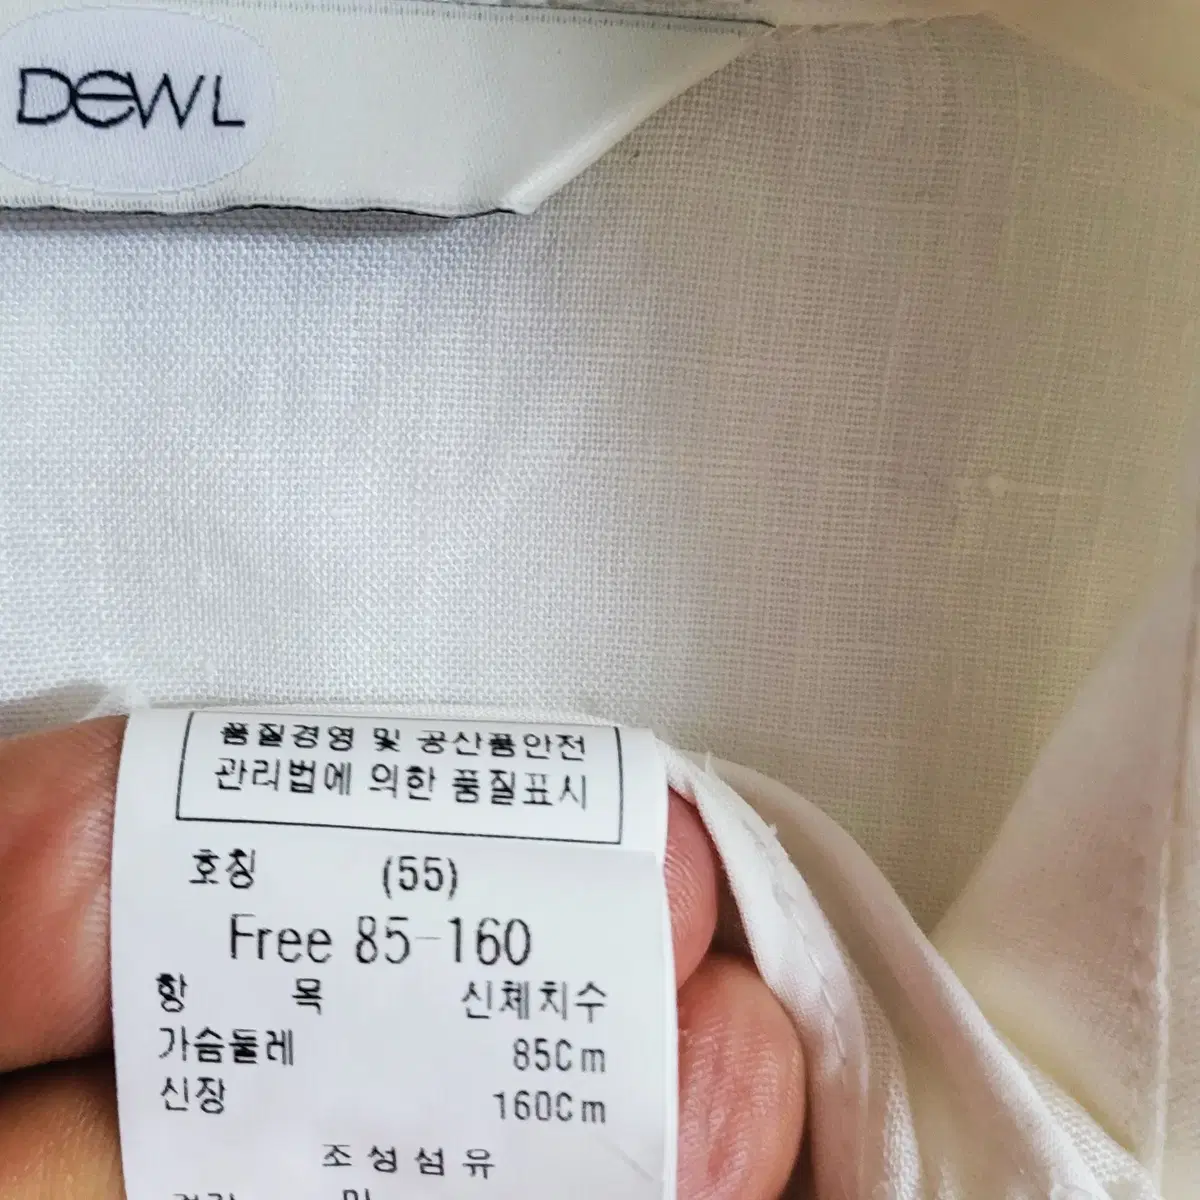 DEWL
품질경영 및 공산품안전
관리법에 의한 품질표시
호칭 (55)
Free 85-160
항 목 신체치수
가슴둘레 85Cm
신장 160Cm
조성섬유